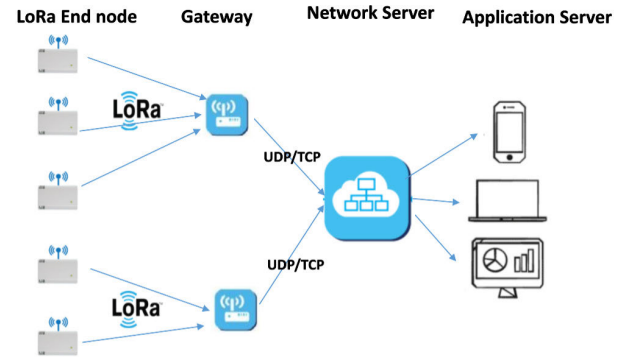 LoRa End node
Gateway
Network Server
Application Server
LoRa
UDP/TCP
UDP/TCP
LoRa